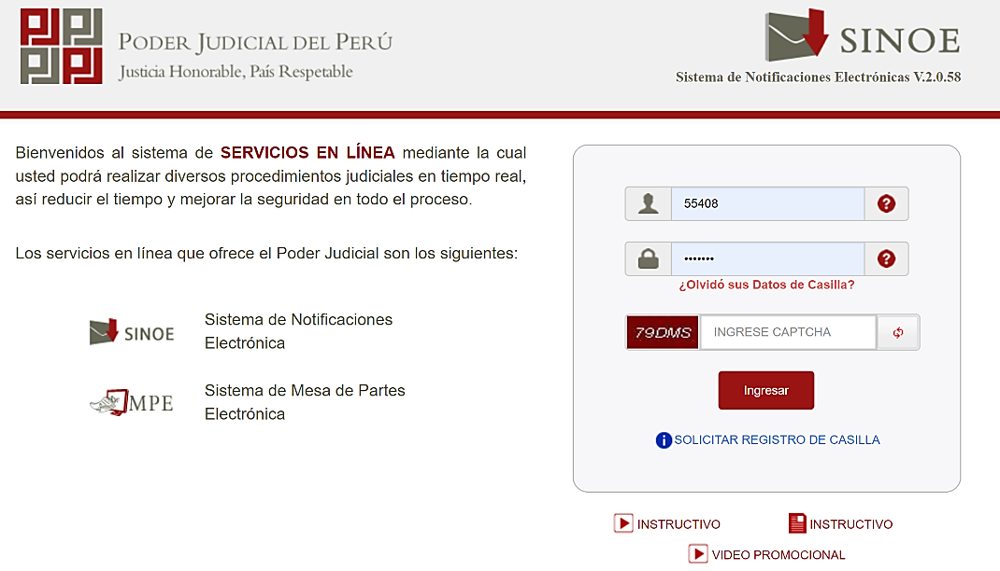 PODER JUDICIAL DEL PERÚ
Justicia Honorable, País Respetable
SINOE
Sistema de Notificaciones Electrónicas V.2.0.58
Bienvenidos al sistema de SERVICIOS EN LÍNEA mediante la cual
usted podrá realizar diversos procedimientos judiciales en tiempo real,
así reducir el tiempo y mejorar la seguridad en todo el proceso.
Los servicios en línea que ofrece el Poder Judicial son los siguientes:
SINOE
Sistema de Notificaciones
Electrónica
MPE
Sistema de Mesa de Partes
Electrónica
55408
•••••••
¿Olvidó sus Datos de Casilla?
79DMS
INGRESE CAPTCHA
Ingresar
SOLICITAR REGISTRO DE CASILLA
INSTRUCTIVO
INSTRUCTIVO
VIDEO PROMOCIONAL